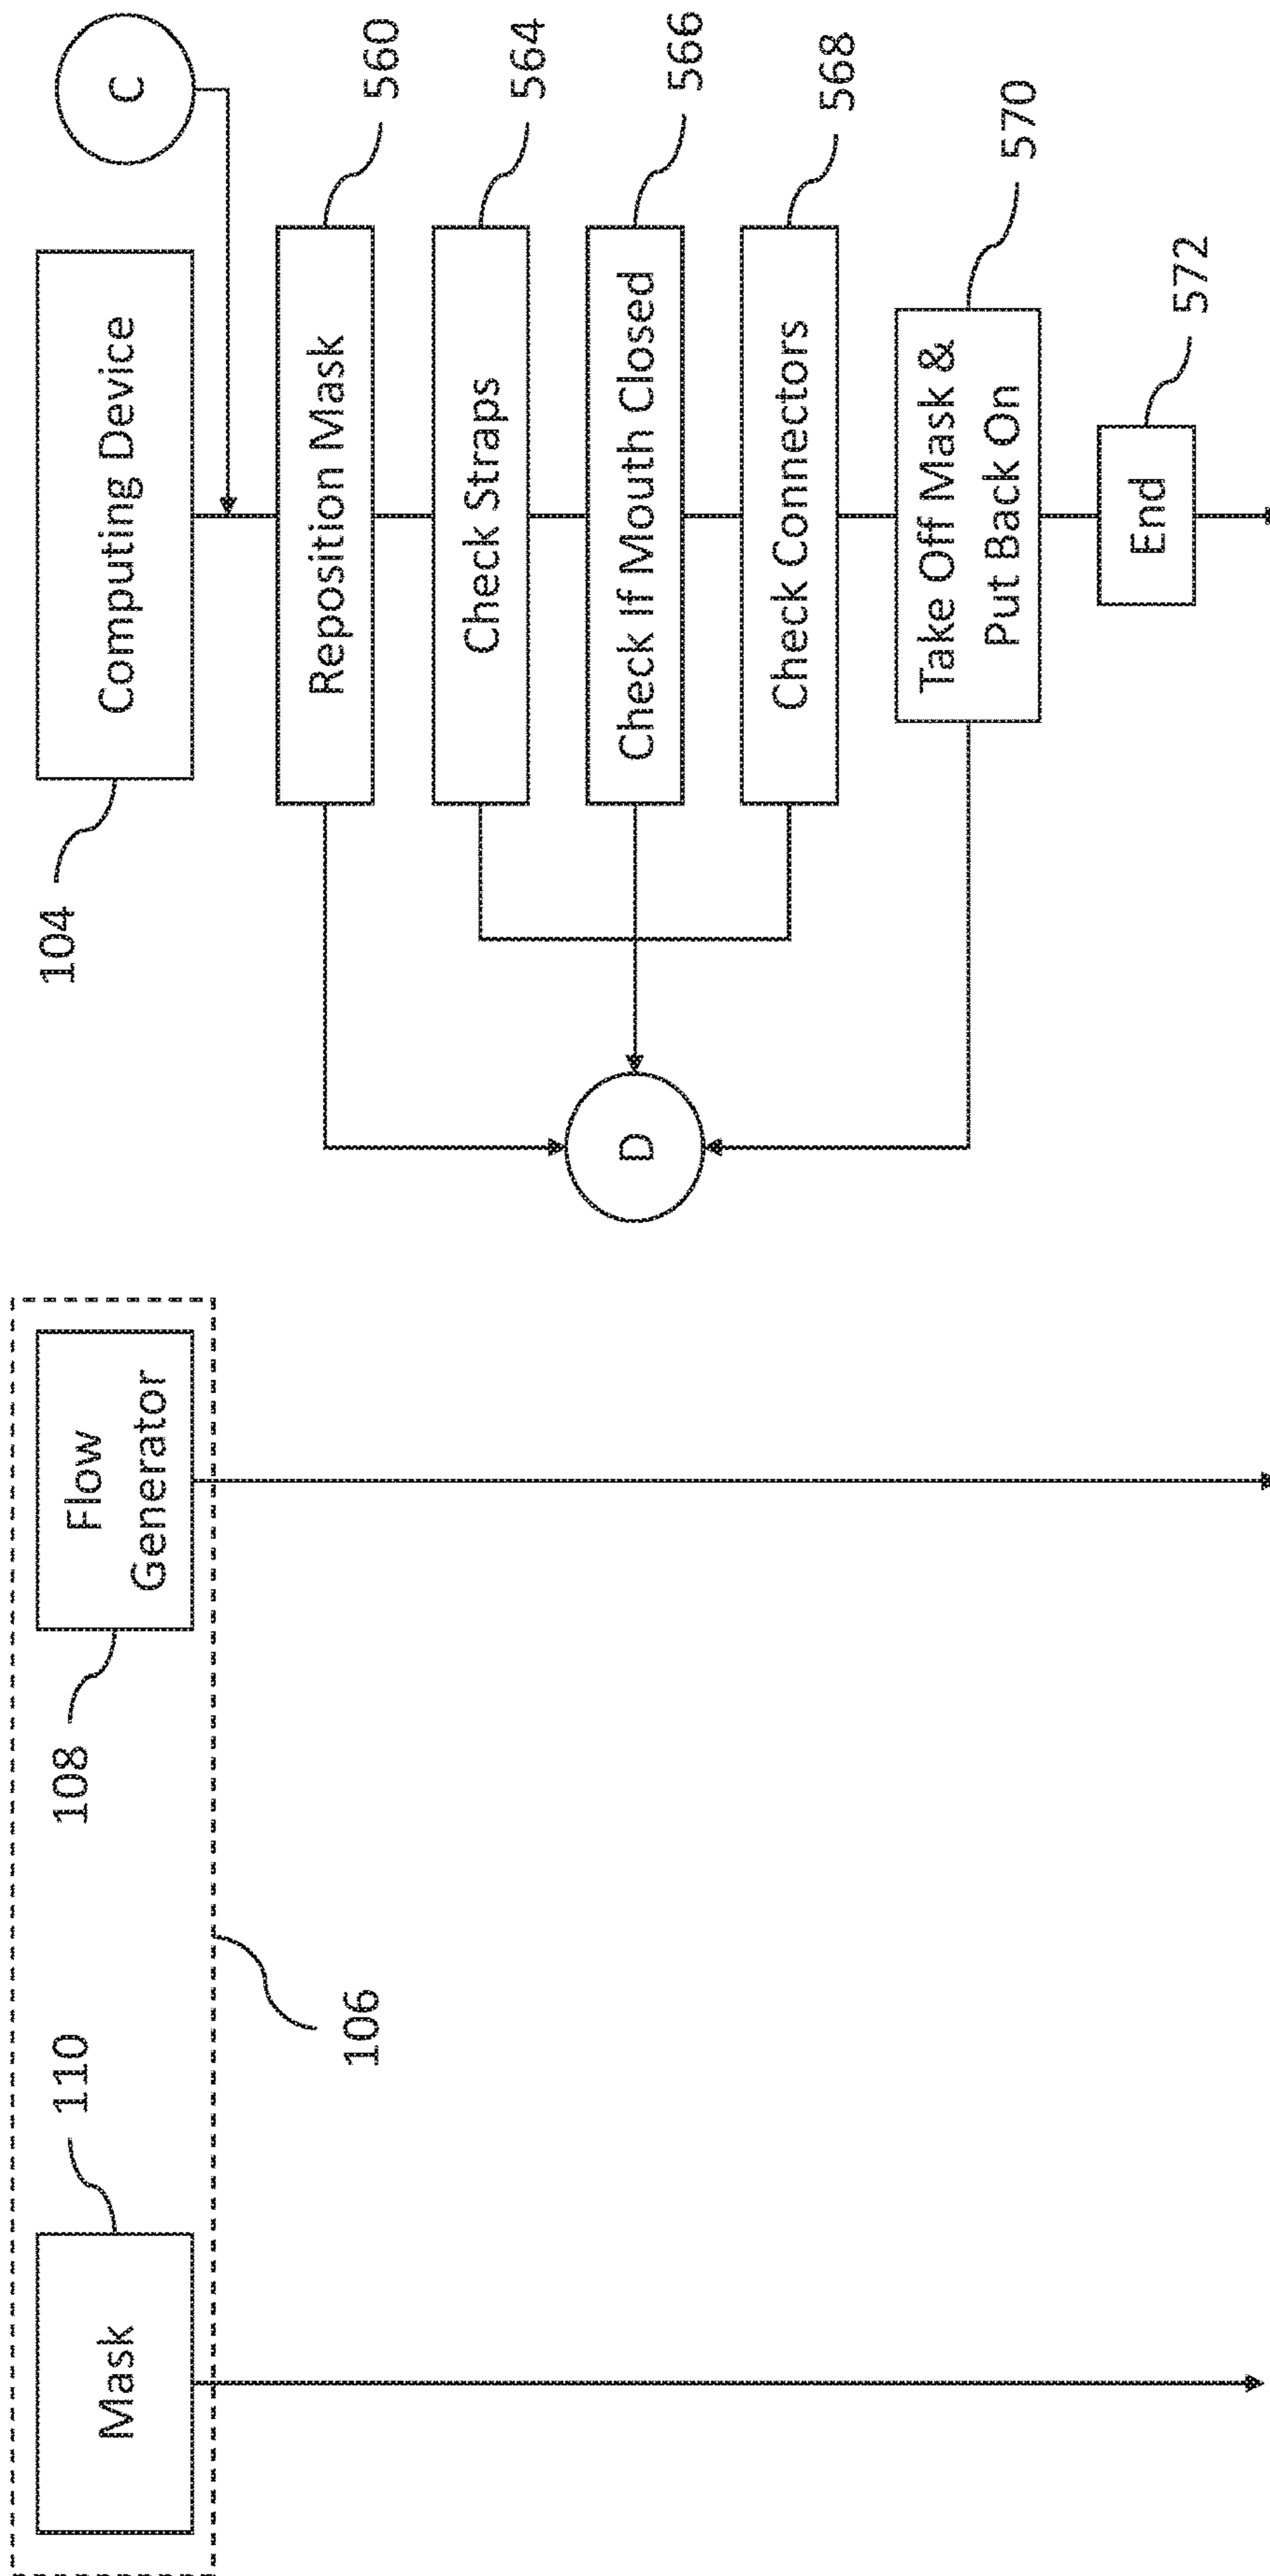 Mask
110
106
108
Flow
Generator
104
Computing Device
C
Reposition Mask
560
Check Straps
564
Check if Mouth Closed
566
D
Check Connectors
568
Take Off Mask &
Put Back On
570
End
572